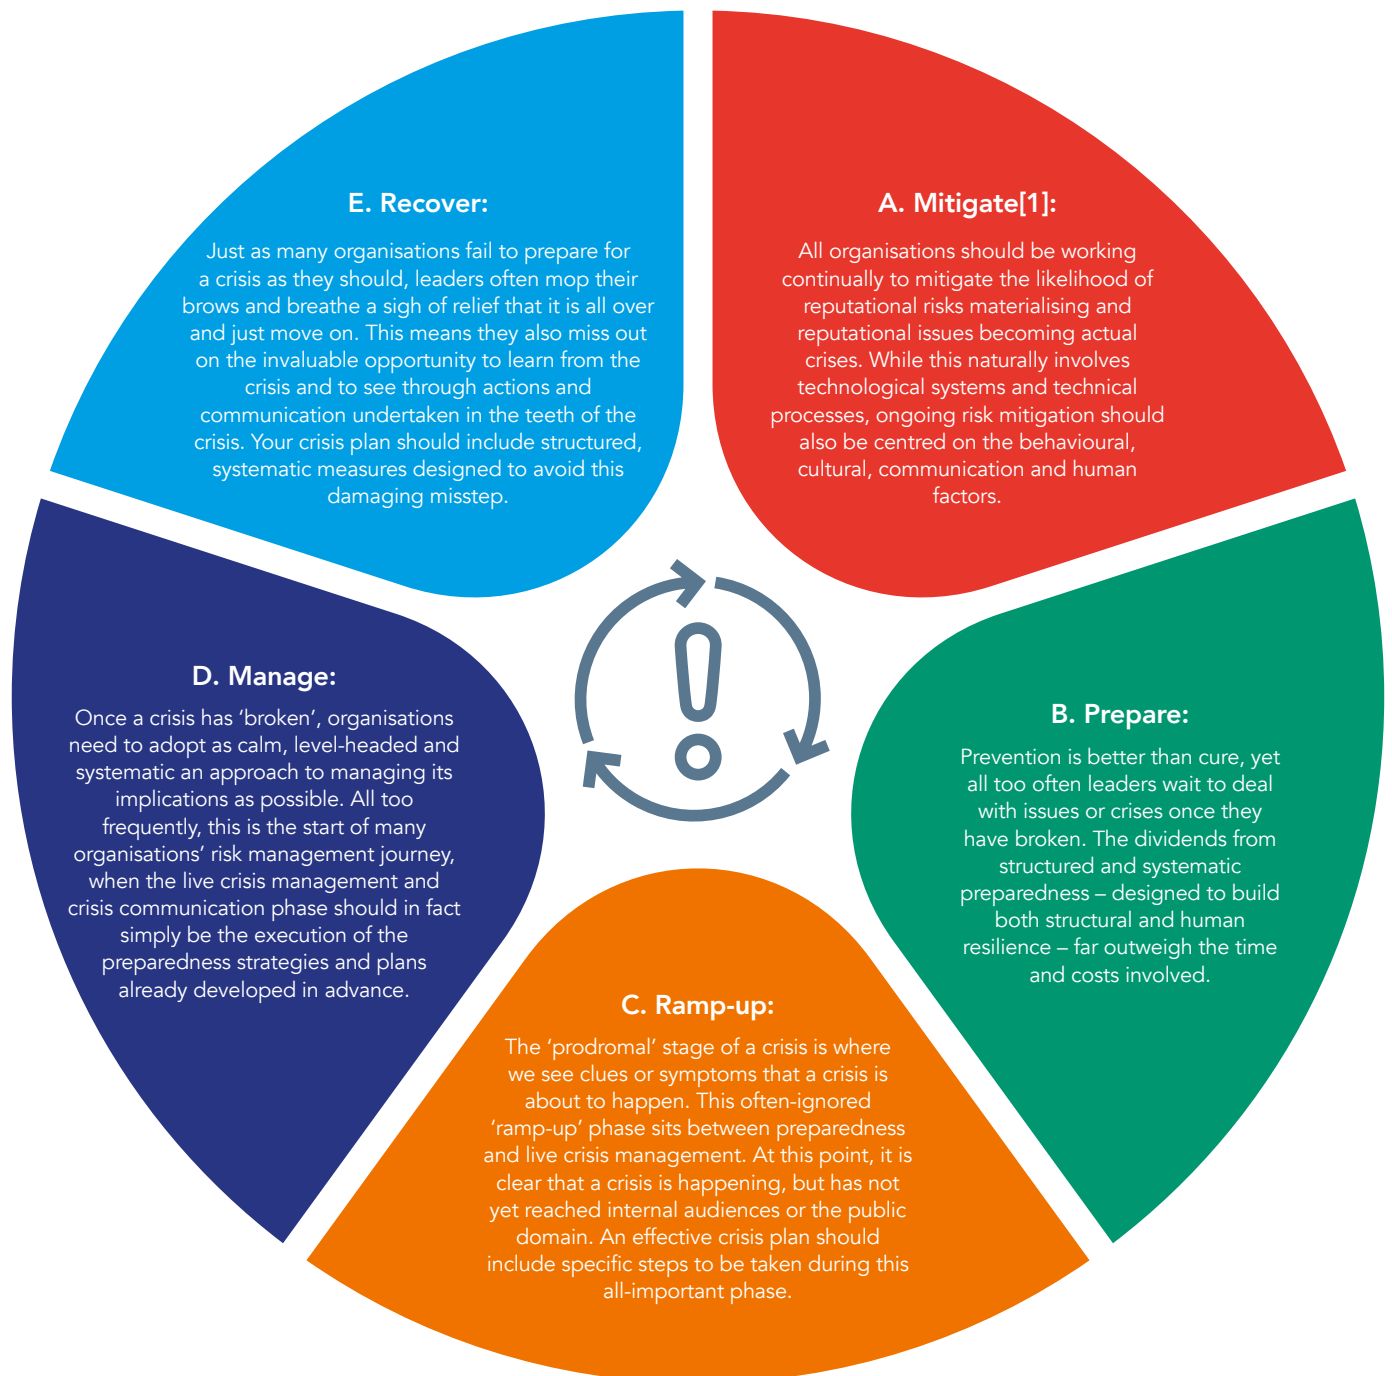 A. Mitigate[1]:
All organisations should be working
continually to mitigate the likelihood of
reputational risks materialising and
reputational issues becoming actual
crises. While this naturally involves
technological systems and technical
processes, ongoing risk mitigation should
also be centred on the behavioural,
cultural, communication and human
factors.
B. Prepare:
Prevention is better than cure, yet
all too often leaders wait to deal
with issues or crises once they
have broken. The dividends from
structured and systematic
preparedness – designed to build
both structural and human
resilience – far outweigh the time
and costs involved.
C. Ramp-up:
The ‘prodromal’ stage of a crisis is where
we see clues or symptoms that a crisis is
about to happen. This often-ignored
‘ramp-up’ phase sits between preparedness
and live crisis management. At this point, it is
clear that a crisis is happening, but has not
yet reached internal audiences or the public
domain. An effective crisis plan should
include specific steps to be taken during this
all-important phase.
D. Manage:
Once a crisis has ‘broken’, organisations
need to adopt as calm, level-headed and
systematic an approach to managing its
implications as possible. All too
frequently, this is the start of many
organisations’ risk management journey,
when the live crisis management and
crisis communication phase should in fact
simply be the execution of the
preparedness strategies and plans
already developed in advance.
E. Recover:
Just as many organisations fail to prepare for
a crisis as they should, leaders often mop their
brows and breathe a sigh of relief that it is all over
and just move on. This means they also miss out
on the invaluable opportunity to learn from the
crisis and to see through actions and
communication undertaken in the teeth of the
crisis. Your crisis plan should include structured,
systematic measures designed to avoid this
damaging misstep.